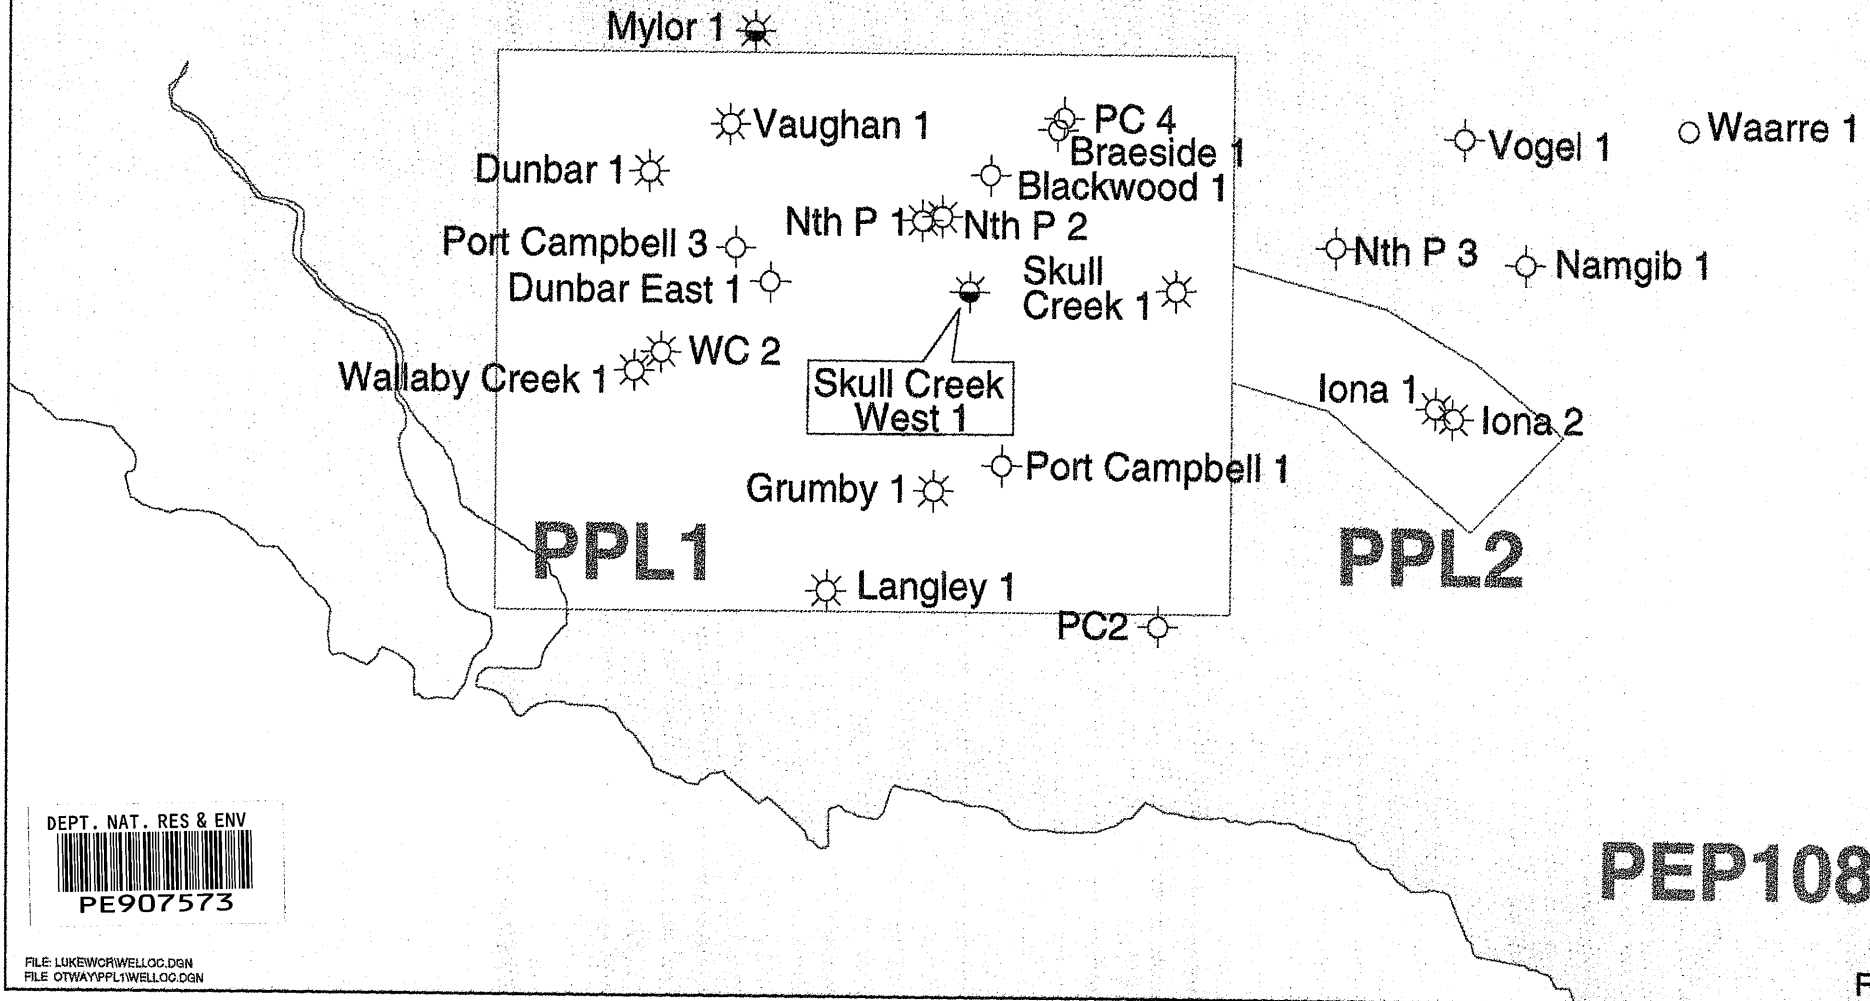 Mylor 1
Vaughan 1
PC 4
Braeside 1
Waarre 1
Vogel 1
Dunbar 1
Blackwood 1
Nth P 1
Nth P 2
Port Campbell 3
Nth P 3
Namgib 1
Dunbar East 1
Skull
Creek 1
WC 2
Wallaby Creek 1
Skull Creek
West 1
Iona 1
Iona 2
Port Campbell 1
Grumby 1
PPL1
PPL2
Langley 1
PC2
DEPT. NAT. RES & ENV
PE907573
PEP108
FILE: LUKE\WCR\WELLOC.DGN
FILE OTWAY\PPL1\WELLOC.DGN